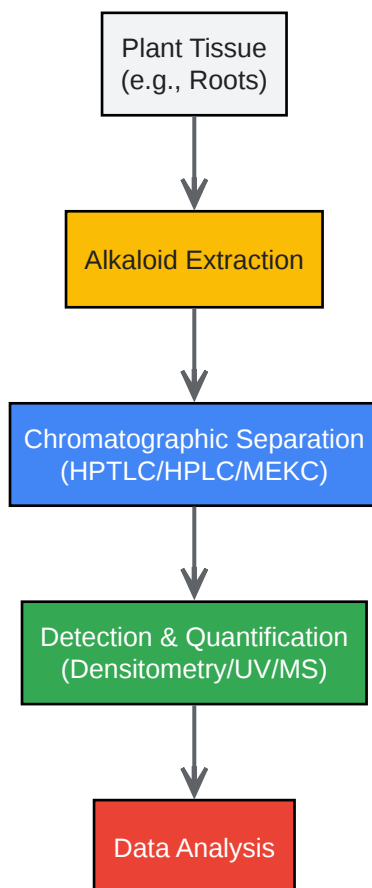 Plant Tissue
(e.g., Roots)
Alkaloid Extraction
Chromatographic Separation
(HPTLC/HPLC/MEKC)
Detection & Quantification
(Densitometry/UV/MS)
Data Analysis